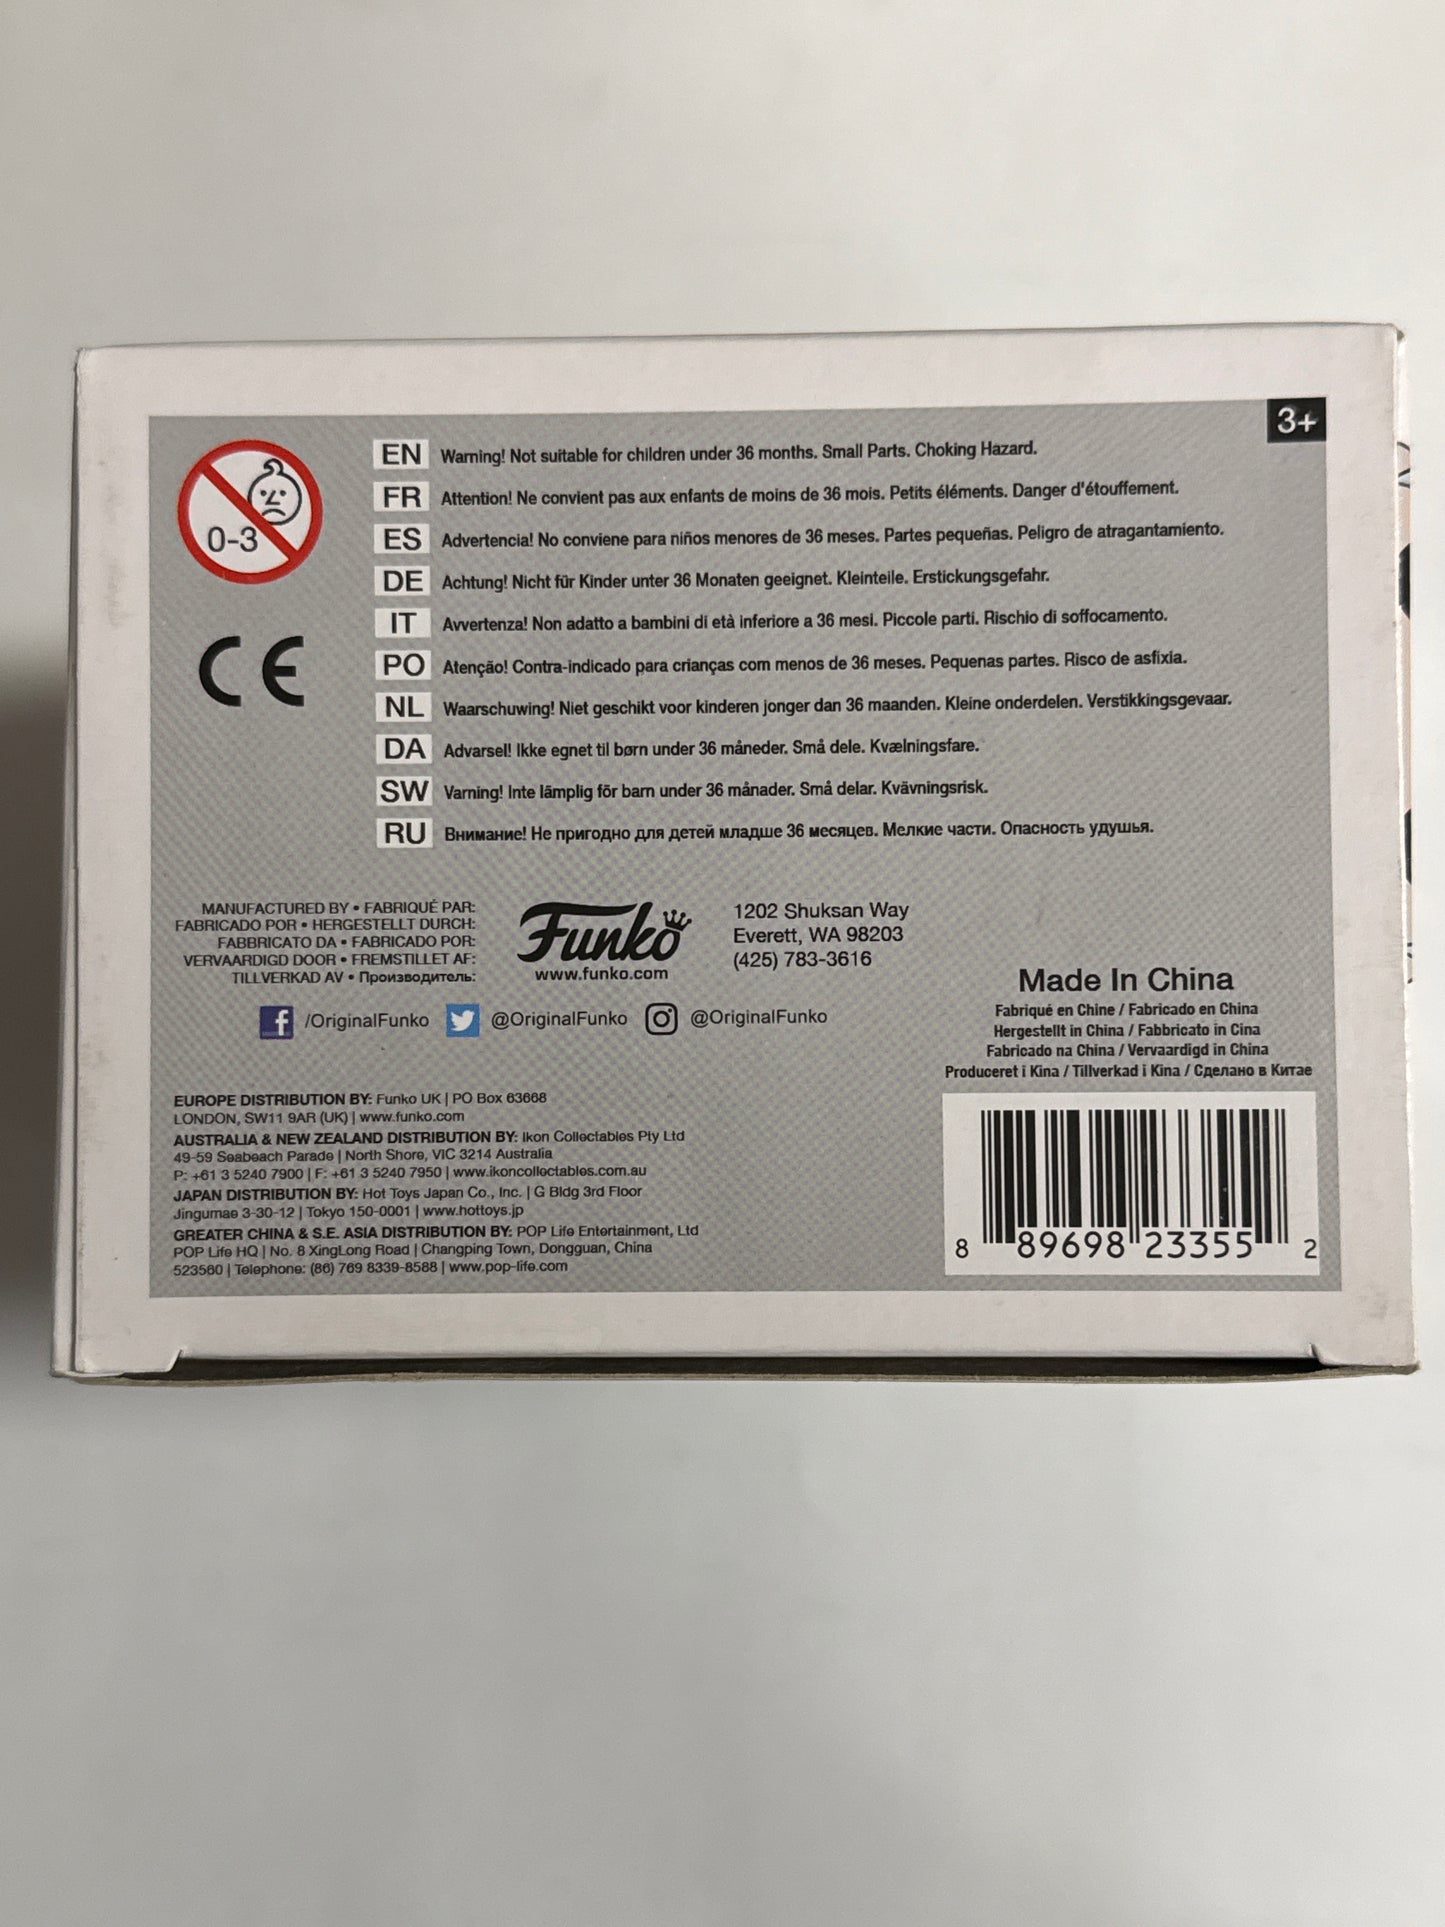 3+
0-3
EN Warning! Not suitable for children under 36 months. Small Parts. Choking Hazard.
FR Attention! Ne convient pas aux enfants de moins de 36 mois. Petits éléments. Danger d'étouffement.
ES Advertencia! No conviene para niños menores de 36 meses. Partes pequeñas. Peligro de atragantamiento.
DE Achtung! Nicht für Kinder unter 36 Monaten geeignet. Kleinteile. Erstickungsgefahr.
IT Avvertenza! Non adatto a bambini di età inferiore a 36 mesi. Piccole parti. Rischio di soffocamento.
PO Atenção! Contra-indicado para crianças com menos de 36 meses. Pequenas partes. Risco de asfixia.
NL Waarschuwing! Niet geschikt voor kinderen jonger dan 36 maanden. Kleine onderdelen. Verstikkingsgevaar.
DA Advarsel! Ikke egnet til børn under 36 måneder. Små dele. Kvælningsfare.
SW Varning! Inte lämplig för barn under 36 månader. Små delar. Kvävningsrisk.
RU Внимание! Не пригодно для детей младше 36 месяцев. Мелкие части. Опасность удушья.
CE
MANUFACTURED BY • FABRIQUÉ PAR:
FABRICADO POR • HERGESTELLT DURCH:
FABBRICATO DA • FABRICADO POR:
VERVAARDIGD DOOR • FREMSTILLET AF:
TILLVERKAD AV • Производитель:
Funko
www.funko.com
1202 Shuksan Way
Everett, WA 98203
(425) 783-3616
/OriginalFunko @OriginalFunko @OriginalFunko
Made In China
Fabriqué en Chine / Fabricado en China
Hergestellt in China / Fabbricato in Cina
Fabricado na China / Vervaardigd in China
Produceret i Kina / Tillverkad i Kina / Сделано в Китае
EUROPE DISTRIBUTION BY: Funko UK | PO Box 63668
LONDON, SW11 9AR (UK) | www.funko.com
AUSTRALIA & NEW ZEALAND DISTRIBUTION BY: Ikon Collectables Pty Ltd
49-59 Seabeach Parade | North Shore, VIC 3214 Australia
P: +61 3 5240 7900 | F: +61 3 5240 7950 | www.ikoncollectables.com.au
JAPAN DISTRIBUTION BY: Hot Toys Japan Co., Inc. | G Bldg 3rd Floor
Jingumae 3-30-12 | Tokyo 150-0001 | www.hottoys.jp
GREATER CHINA & S.E. ASIA DISTRIBUTION BY: POP Life Entertainment, Ltd
POP Life HQ | No. 8 XingLong Road | Changping Town, Dongguan, China
523560 | Telephone: (86) 769 8339-8588 | www.pop-life.com
8 89698 23355 2